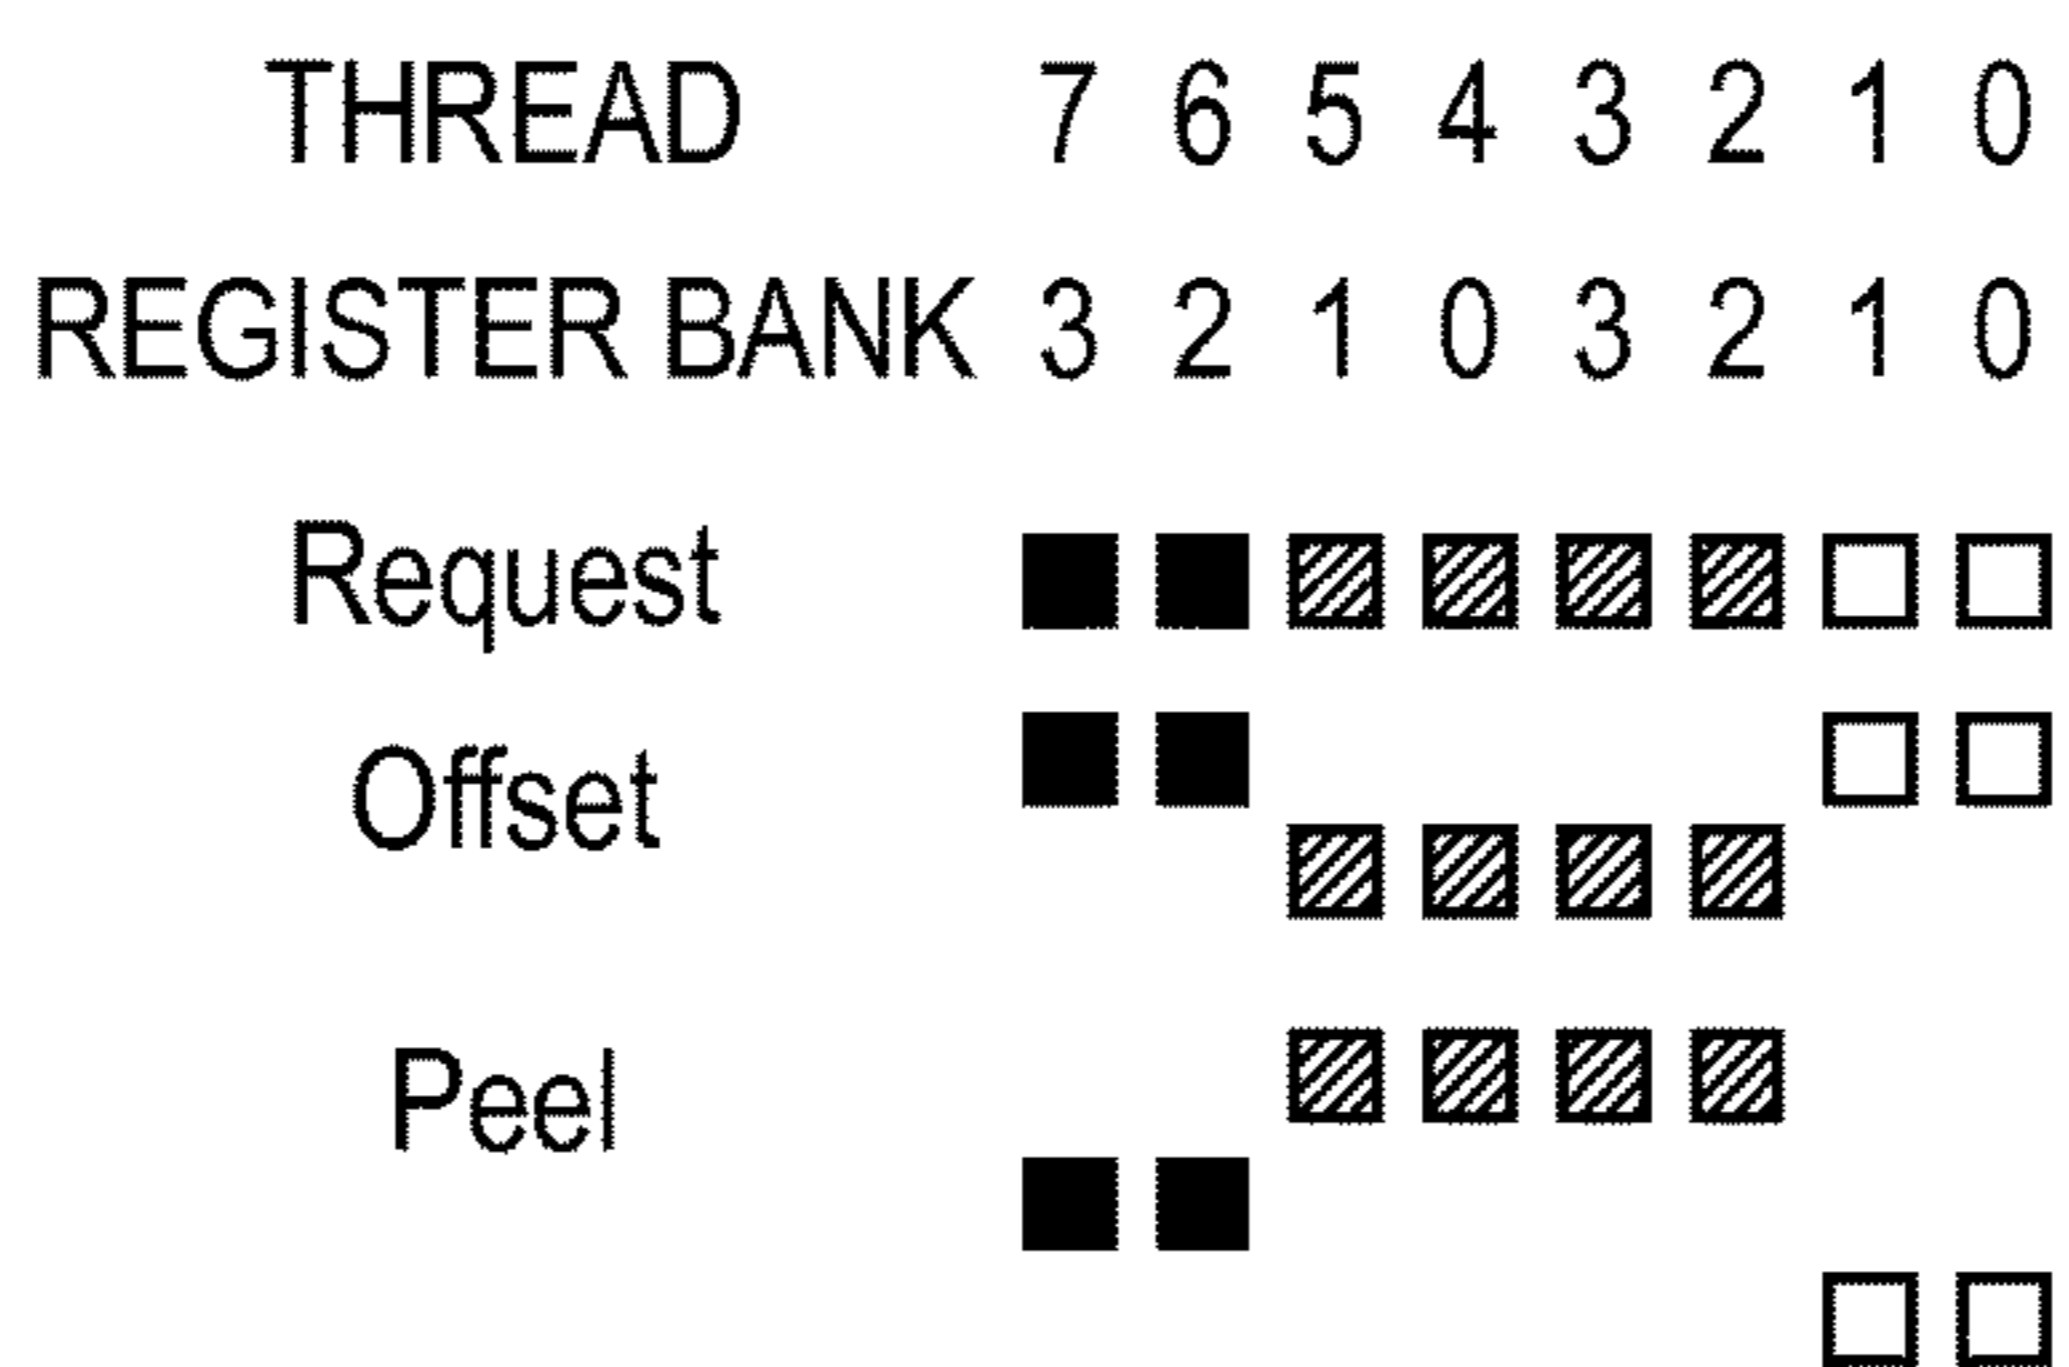 THREAD 7 6 5 4 3 2 1 0
REGISTER BANK 3 2 1 0 3 2 1 0
Request
Offset
Peel